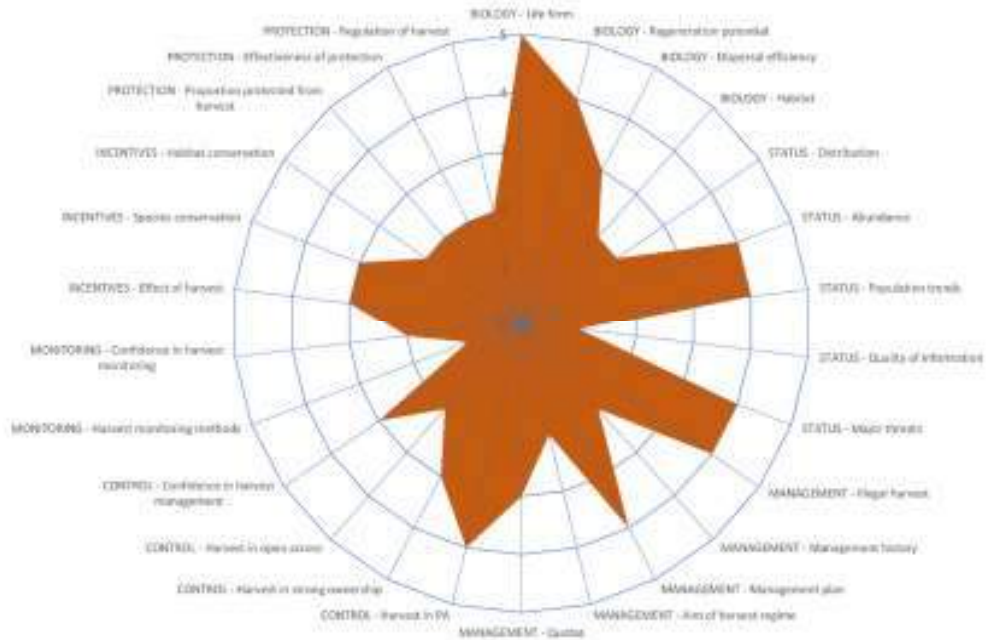 BIOLOGY - Life form
BIOLOGY - Regeneration potential
BIOLOGY - Dispersal efficiency
BIOLOGY - Habitat
STATUS - Distribution
STATUS - Abundance
STATUS - Population trends
STATUS - Quality of information
STATUS - Major threats
MANAGEMENT - Illegal harvest
MANAGEMENT - Management history
MANAGEMENT - Management plan
MANAGEMENT - Aim of harvest regime
MANAGEMENT - Quotas
CONTROL - Harvest in PA
CONTROL - Harvest in strong ownership
CONTROL - Harvest in open access
CONTROL - Confidence in harvest
management
MONITORING - Harvest monitoring methods
MONITORING - Confidence in harvest
monitoring
INCENTIVES - Effect of harvest
INCENTIVES - Species conservation
INCENTIVES - Habitat conservation
PROTECTION - Proportion protected from
harvest
PROTECTION - Effectiveness of protection
PROTECTION - Regulation of harvest
5
4